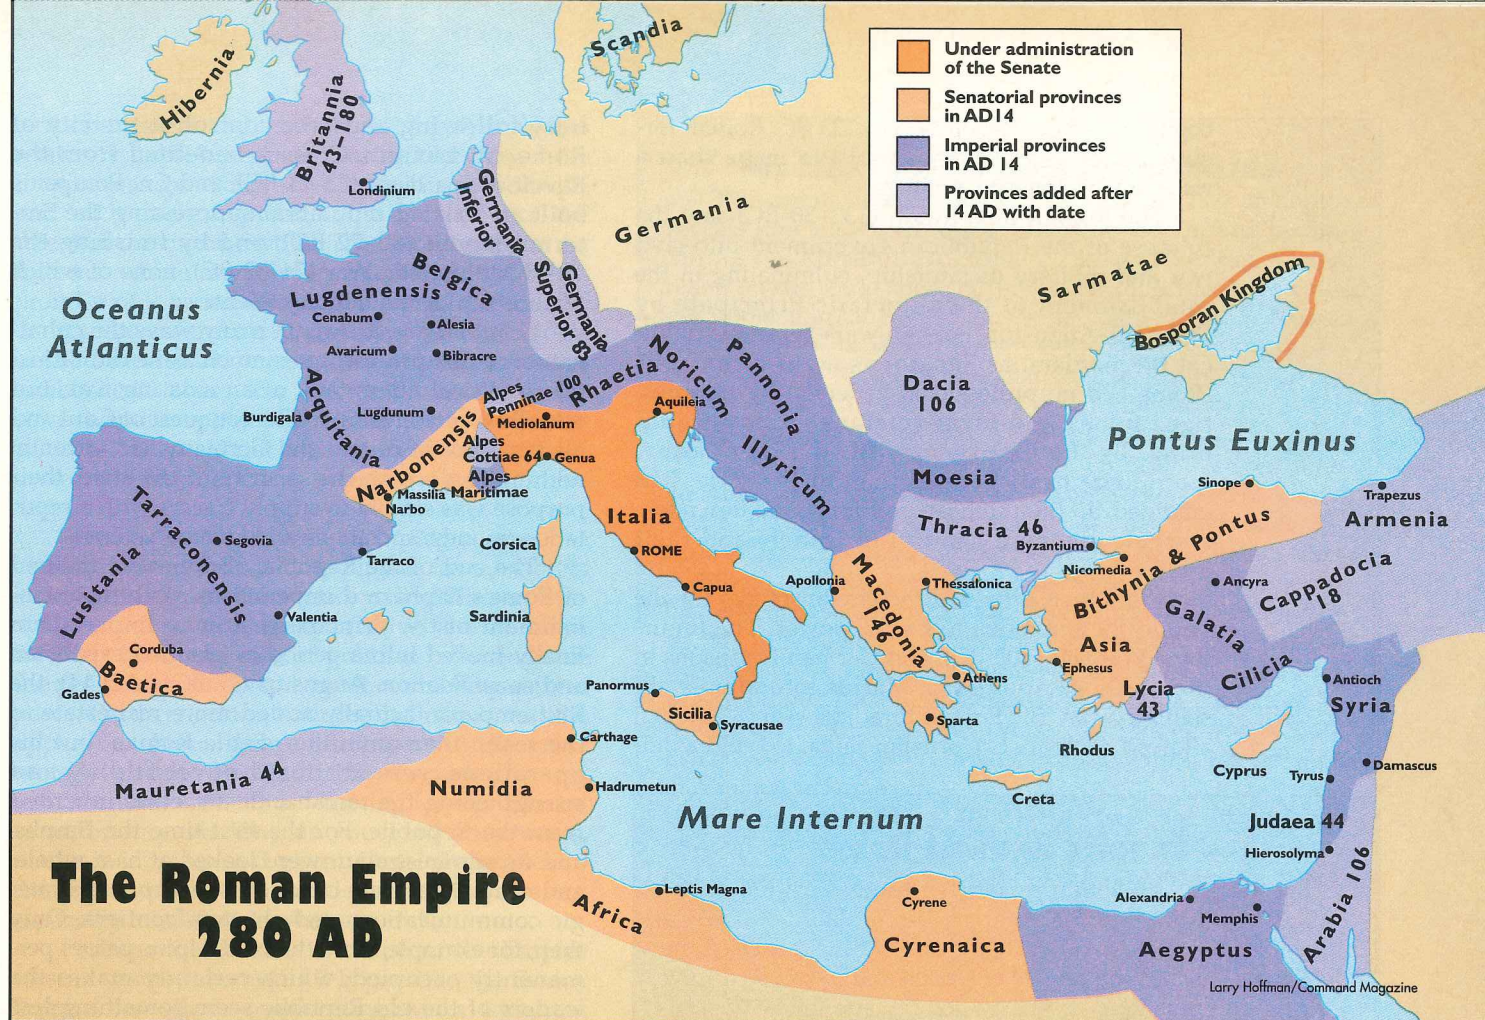 Under administration
of the Senate
Senatorial provinces
in AD14
Imperial provinces
in AD 14
Provinces added after
14 AD with date
Hibernia
Britannia
43–180
Londinium
Scandia
Germania
Inferior
Germania
Superior 83
Germania
Sarmatae
Bosporan Kingdom
Oceanus
Atlanticus
Belgica
Lugdenensis
Cenabum
Alesia
Avaricum
Bibracre
Acquitania
Burdigala
Lugdunum
Narbonensis
Alpes
Penninae 100
Rhaetia
Noricum
Pannonia
Illyricum
Mediolanum
Aquileia
Alpes
Cottiae 64
Genua
Alpes
Maritimae
Massilia
Narbo
Dacia
106
Moesia
Thracia 46
Pontus Euxinus
Sinope
Trapezus
Armenia
Byzantium
Nicomedia
Bithynia & Pontus
Ancyra
Galatia
Cappadocia
18
Tarraconensis
Lusitania
Segovia
Tarraco
Valentia
Corduba
Baetica
Gades
Corsica
Sardinia
Italia
ROME
Capua
Apollonia
Macedonia
146
Thessalonica
Athens
Sparta
Asia
Ephesus
Lycia
43
Cilicia
Antioch
Syria
Rhodus
Cyprus
Creta
Tyrus
Damascus
Panormus
Sicilia
Syracusae
Carthage
Hadrumetun
Mauretania 44
Numidia
Mare Internum
Judaea 44
Hierosolyma
Arabia 106
The Roman Empire
280 AD
Leptis Magna
Africa
Cyrene
Cyrenaica
Alexandria
Memphis
Aegyptus
Larry Hoffman/Command Magazine